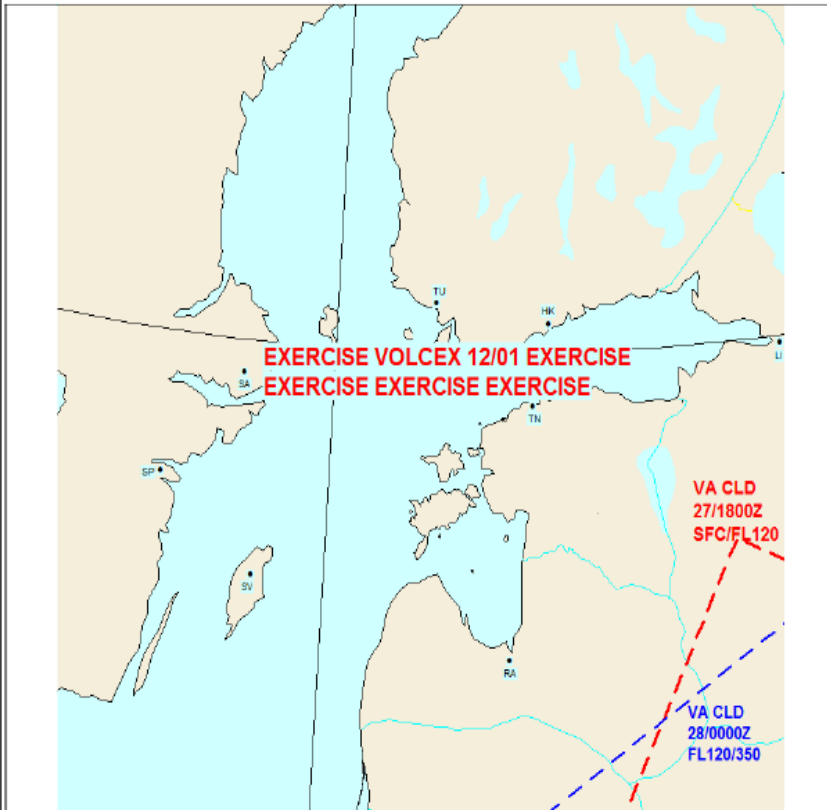 TU
HK
EXERCISE VOLCEX 12/01 EXERCISE
LI
SA
EXERCISE EXERCISE EXERCISE
TN
SP
VA CLD
27/1800Z
SFC/FL120
SV
RA
VA CLD
28/0000Z
FL120/350